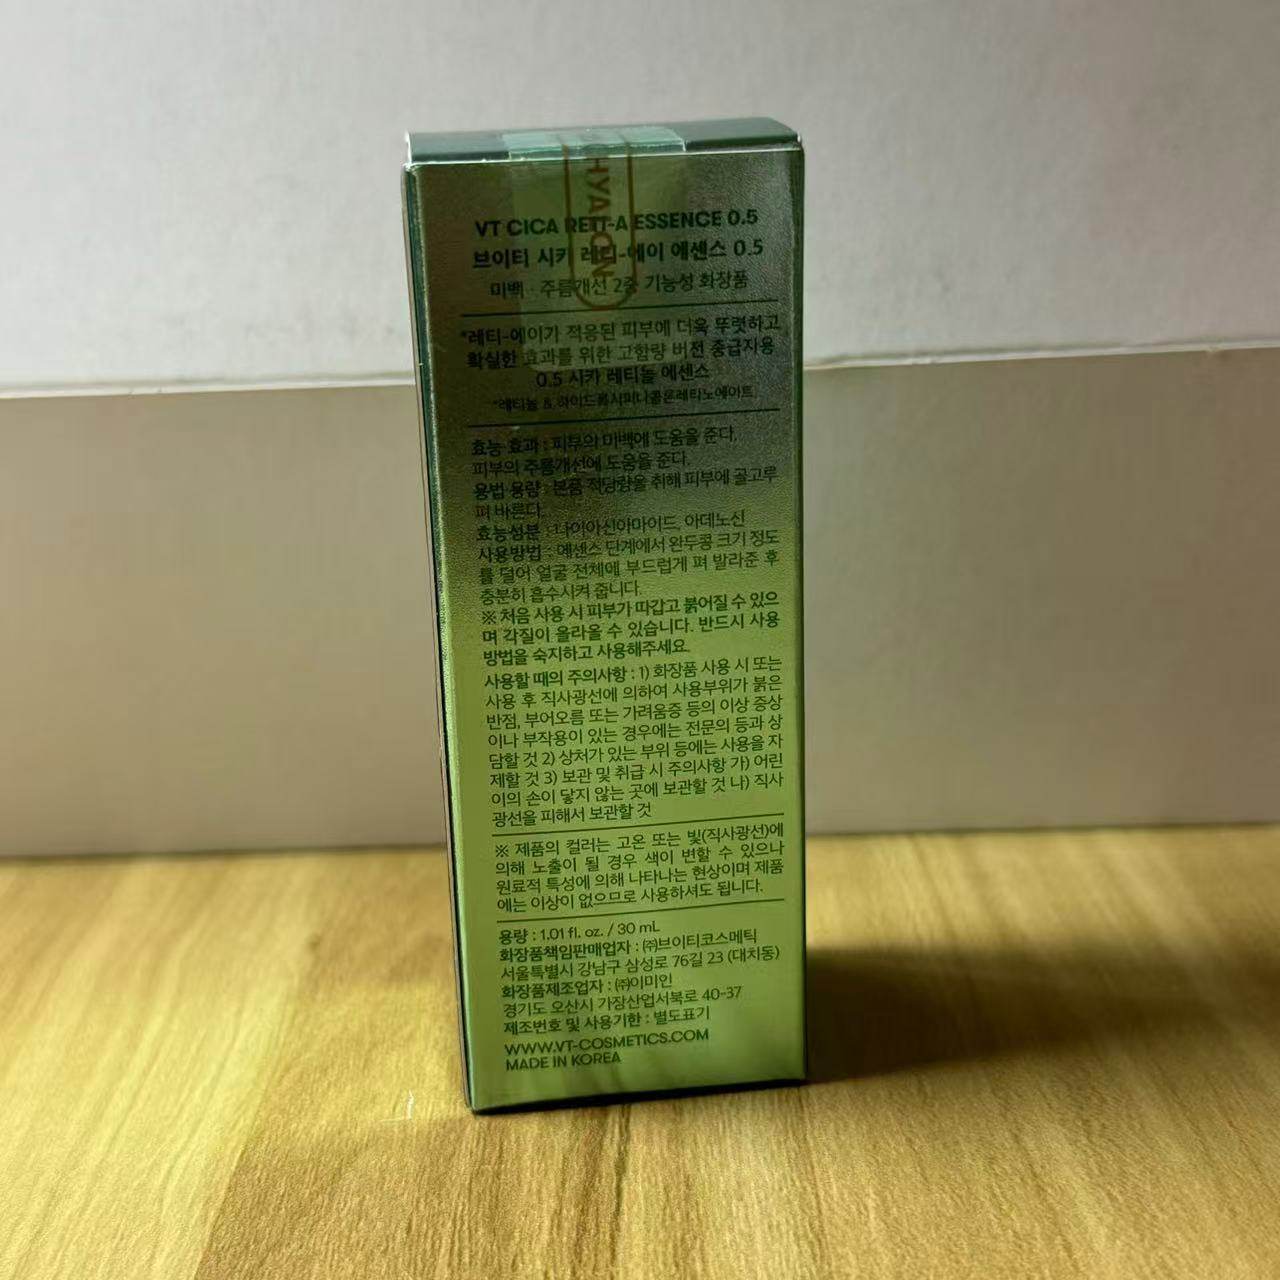 HYALON
VT CICA RETI-A ESSENCE 0.5
브이티 시카 레티-에이 에센스 0.5
미백 · 주름개선 2중 기능성 화장품
*레티-에이가 적응된 피부에 더욱 뚜렷하고
확실한 효과를 위한 고함량 버전 중급자용
0.5 시카 레티놀 에센스
*레티놀 & 하이드록시피나콜론레티노에이트
효능·효과 : 피부의 미백에 도움을 준다.
피부의 주름개선에 도움을 준다.
용법·용량 : 본품 적당량을 취해 피부에 골고루
펴 바른다.
효능성분 : 나이아신아마이드, 아데노신
사용방법 : 에센스 단계에서 완두콩 크기 정도
를 덜어 얼굴 전체에 부드럽게 펴 발라준 후
충분히 흡수시켜 줍니다.
※ 처음 사용 시 피부가 따갑고 붉어질 수 있으
며 각질이 올라올 수 있습니다. 반드시 사용
방법을 숙지하고 사용해주세요.
사용할 때의 주의사항 : 1) 화장품 사용 시 또는
사용 후 직사광선에 의하여 사용부위가 붉은
반점, 부어오름 또는 가려움증 등의 이상 증상
이나 부작용이 있는 경우에는 전문의 등과 상
담할 것 2) 상처가 있는 부위 등에는 사용을 자
제할 것 3) 보관 및 취급 시 주의사항 가) 어린
이의 손이 닿지 않는 곳에 보관할 것 나) 직사
광선을 피해서 보관할 것
※ 제품의 컬러는 고온 또는 빛(직사광선)에
의해 노출이 될 경우 색이 변할 수 있으나
원료적 특성에 의해 나타나는 현상이며 제품
에는 이상이 없으므로 사용하셔도 됩니다.
용량 : 1.01 fl. oz. / 30 mL
화장품책임판매업자 : ㈜브이티코스메틱
서울특별시 강남구 삼성로 76길 23 (대치동)
화장품제조업자 : ㈜이미인
경기도 오산시 가장산업서북로 40-37
제조번호 및 사용기한 : 별도표기
WWW.VT-COSMETICS.COM
MADE IN KOREA